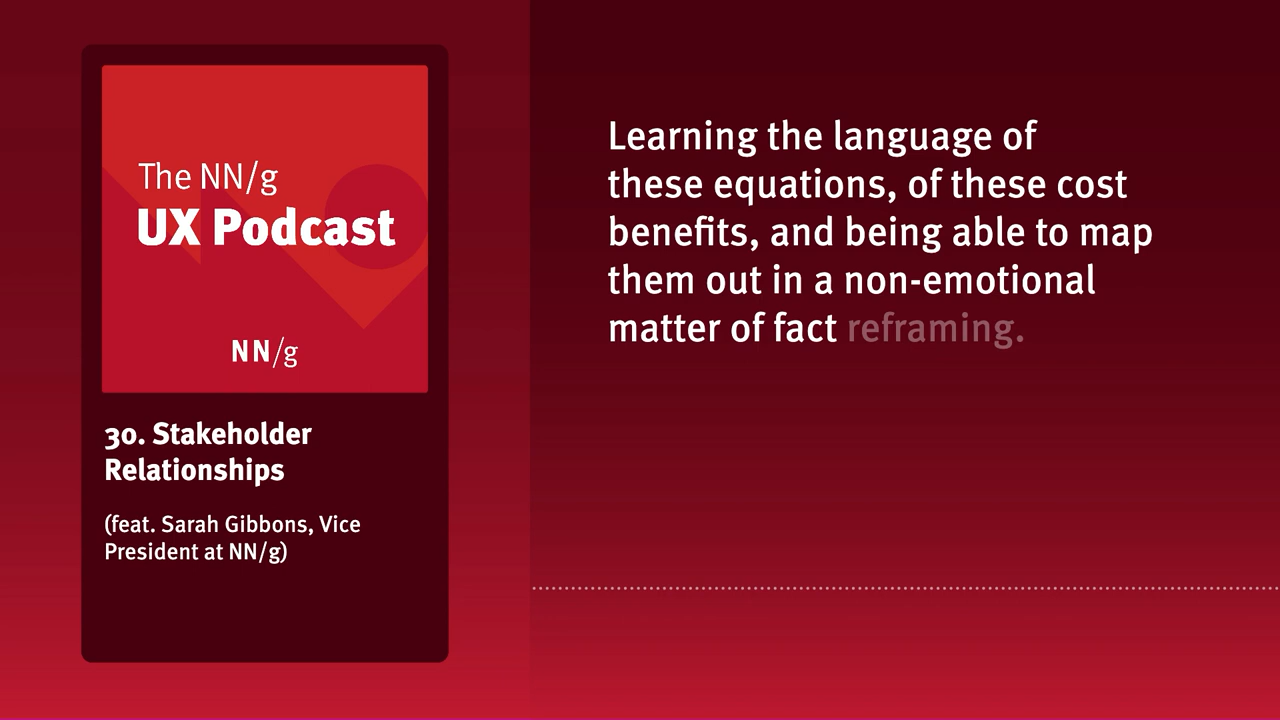 The NN/g
UX Podcast
NN/g
30. Stakeholder
Relationships
(feat. Sarah Gibbons, Vice
President at NN/g)
Learning the language of
these equations, of these cost
benefits, and being able to map
them out in a non-emotional
matter of fact reframing.